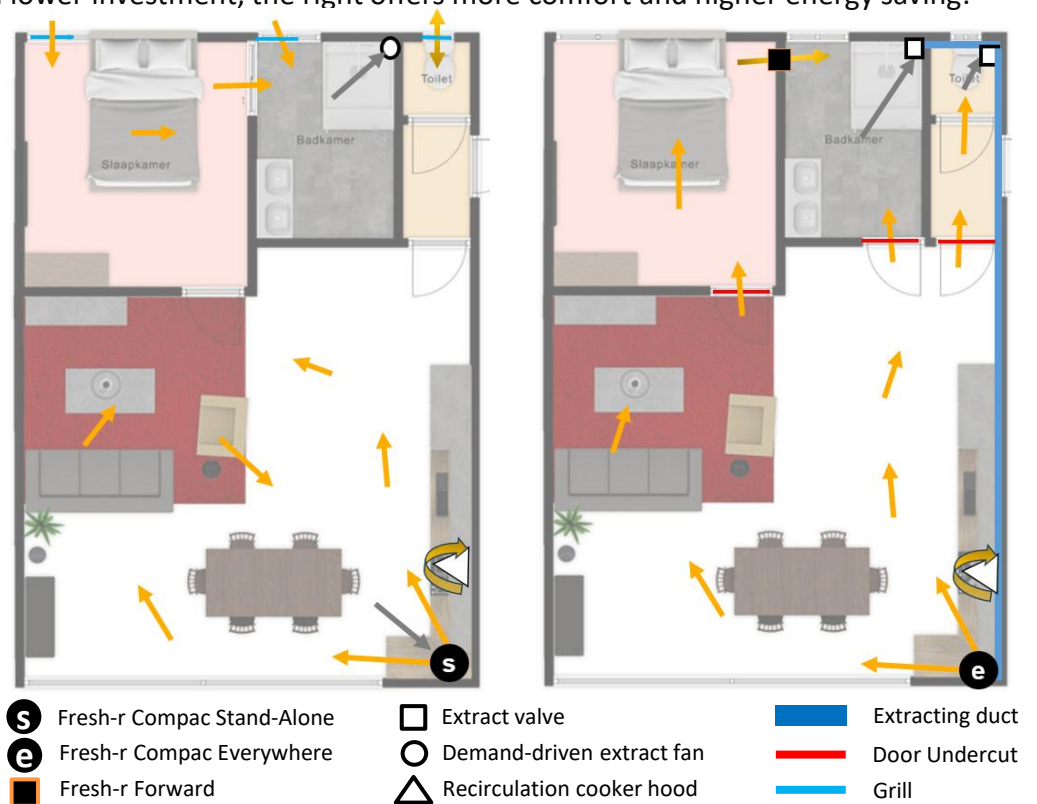 lower investment, the right offers more comfort and higher energy saving.
Toilet
Badkamer
Slaapkamer
Toilet
Badkamer
Slaapkamer
s
e
s Fresh-r Compac Stand-Alone
Extract valve
Extracting duct
e Fresh-r Compac Everywhere
Demand-driven extract fan
Door Undercut
Fresh-r Forward
Recirculation cooker hood
Grill